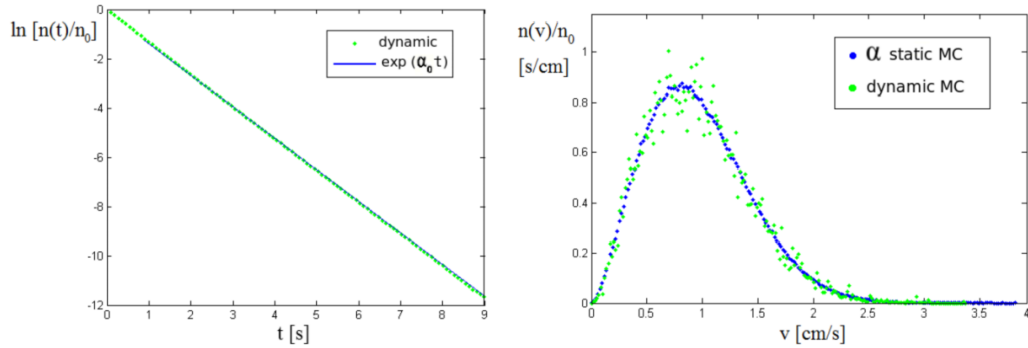 ln [n(t)/n₀]
0
-2
-4
-6
-8
-10
-12
0 1 2 3 4 5 6 7 8 9
t [s]
dynamic
exp (α₀ t)
n(v)/n₀
[s/cm]
1
0.8
0.6
0.4
0.2
0
0 0.5 1 1.5 2 2.5 3 3.5 4
v [cm/s]
α static MC
dynamic MC